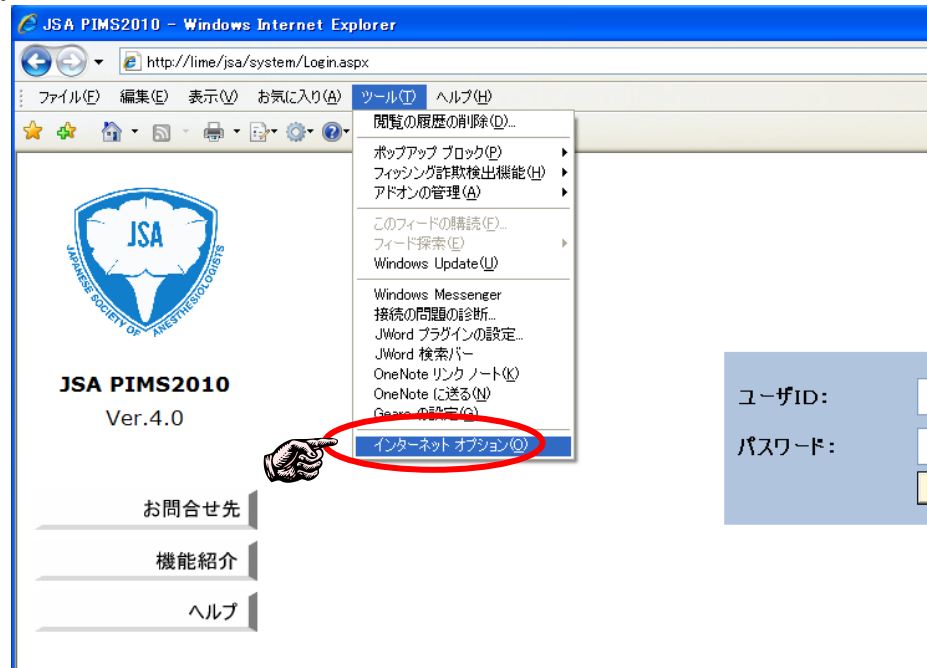 JSA PIMS2010 - Windows Internet Explorer
http://lime/jsa/system/Login.aspx
ファイル(F) 編集(E) 表示(V) お気に入り(A) ツール(T) ヘルプ(H)
閲覧の履歴の削除(D)...
ポップアップ ブロック(P)
フィッシング詐欺検出機能(H)
アドオンの管理(A)
このフィードの購読(F)...
フィード探索(E)
Windows Update(U)
Windows Messenger
接続の問題の診断...
JWord プラグインの設定...
JWord 検索バー
OneNote リンク ノート(K)
OneNote に送る(N)
Gears の設定(G)
インターネット オプション(O)
JSA
JAPANESE SOCIETY OF ANESTHESIOLOGISTS
JSA PIMS2010
Ver.4.0
お問合せ先
機能紹介
ヘルプ
ユーザID:
パスワード: